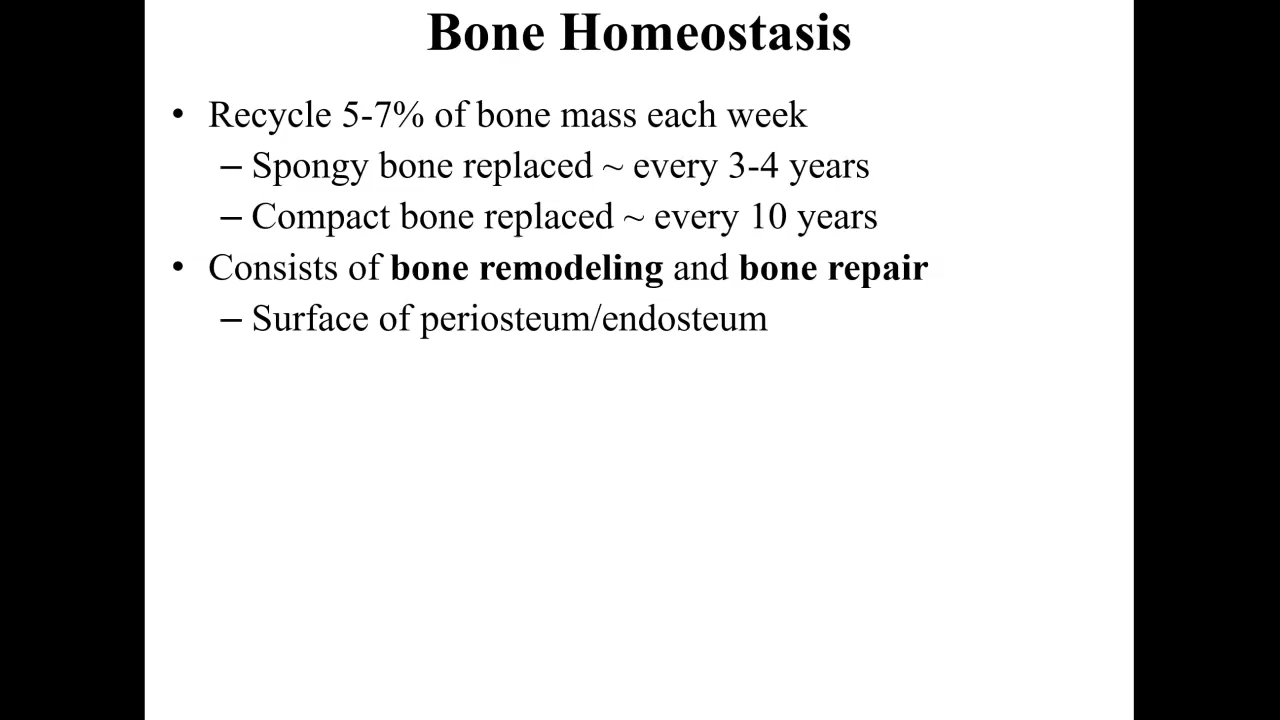 Bone Homeostasis
• Recycle 5-7% of bone mass each week
– Spongy bone replaced ~ every 3-4 years
– Compact bone replaced ~ every 10 years
• Consists of bone remodeling and bone repair
– Surface of periosteum/endosteum